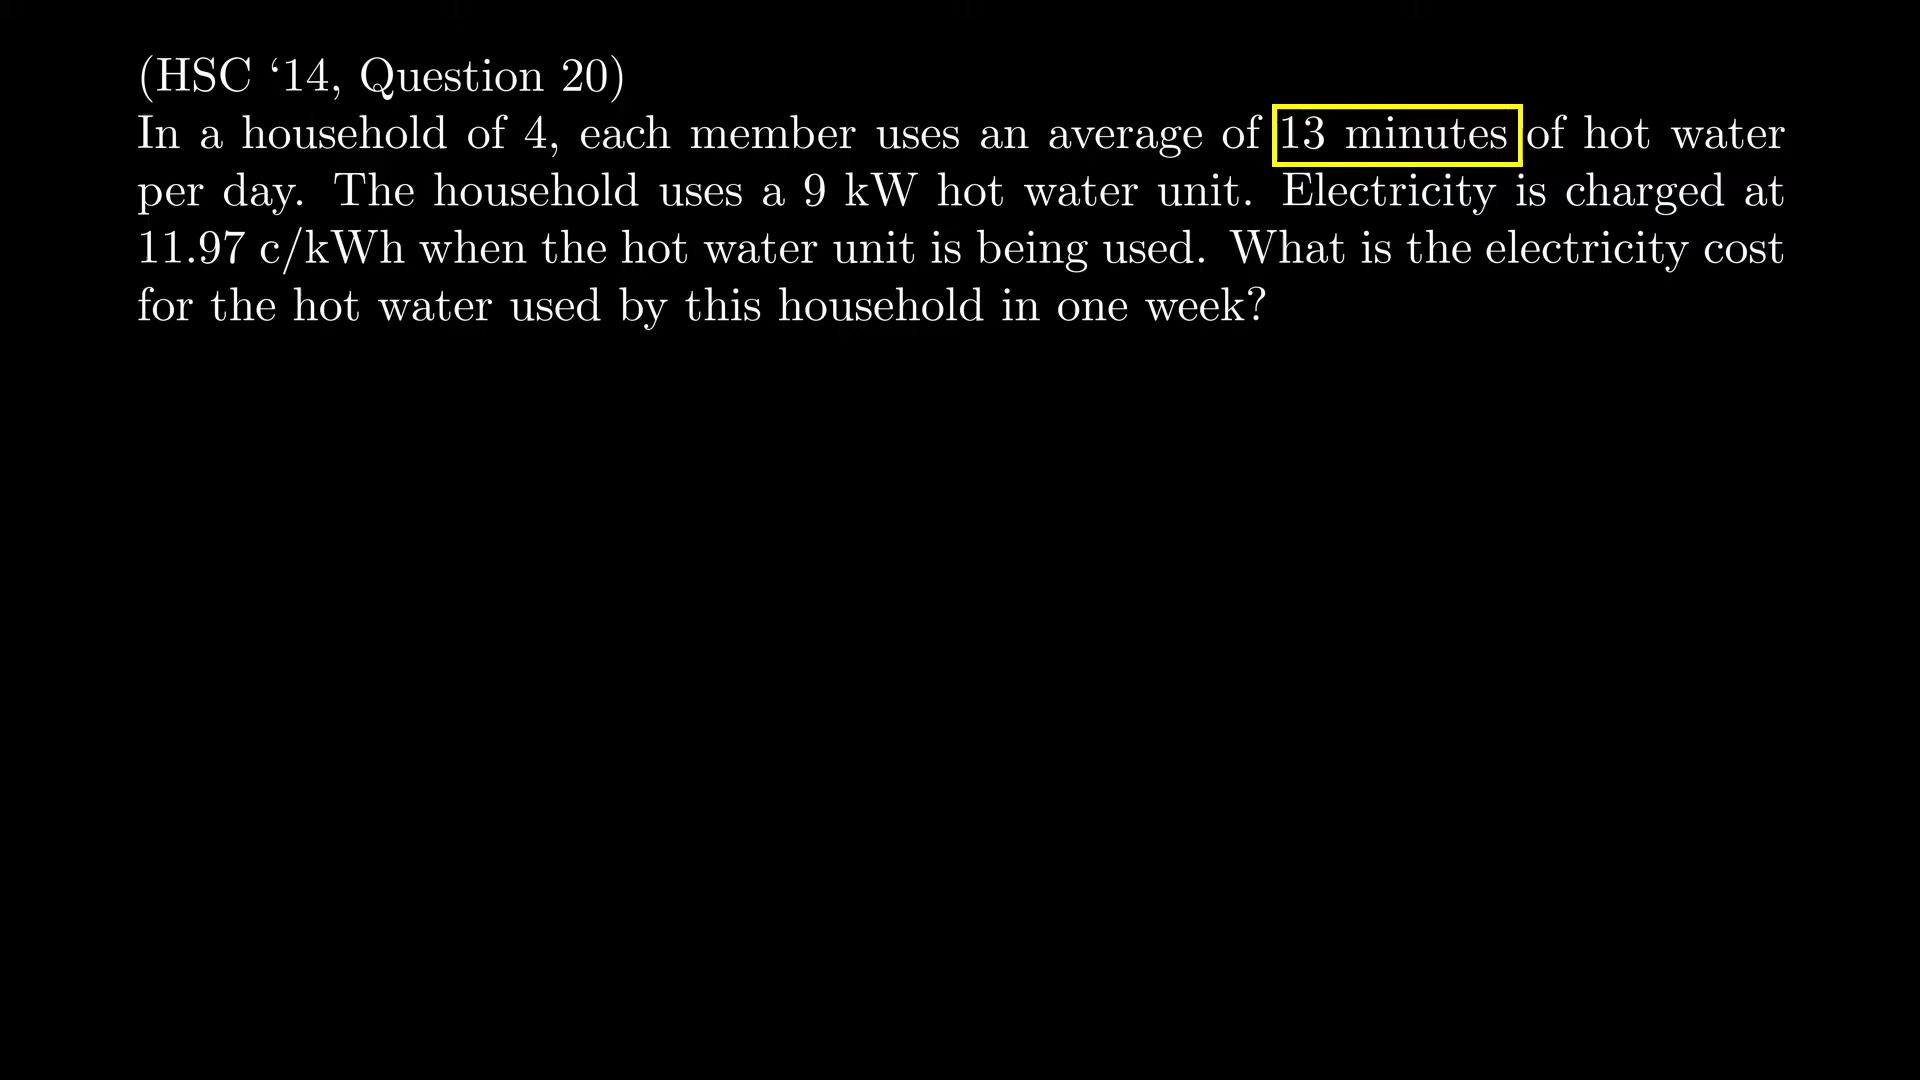 (HSC ‘14, Question 20)
In a household of 4, each member uses an average of 13 minutes of hot water
per day. The household uses a 9 kW hot water unit. Electricity is charged at
11.97 c/kWh when the hot water unit is being used. What is the electricity cost
for the hot water used by this household in one week?